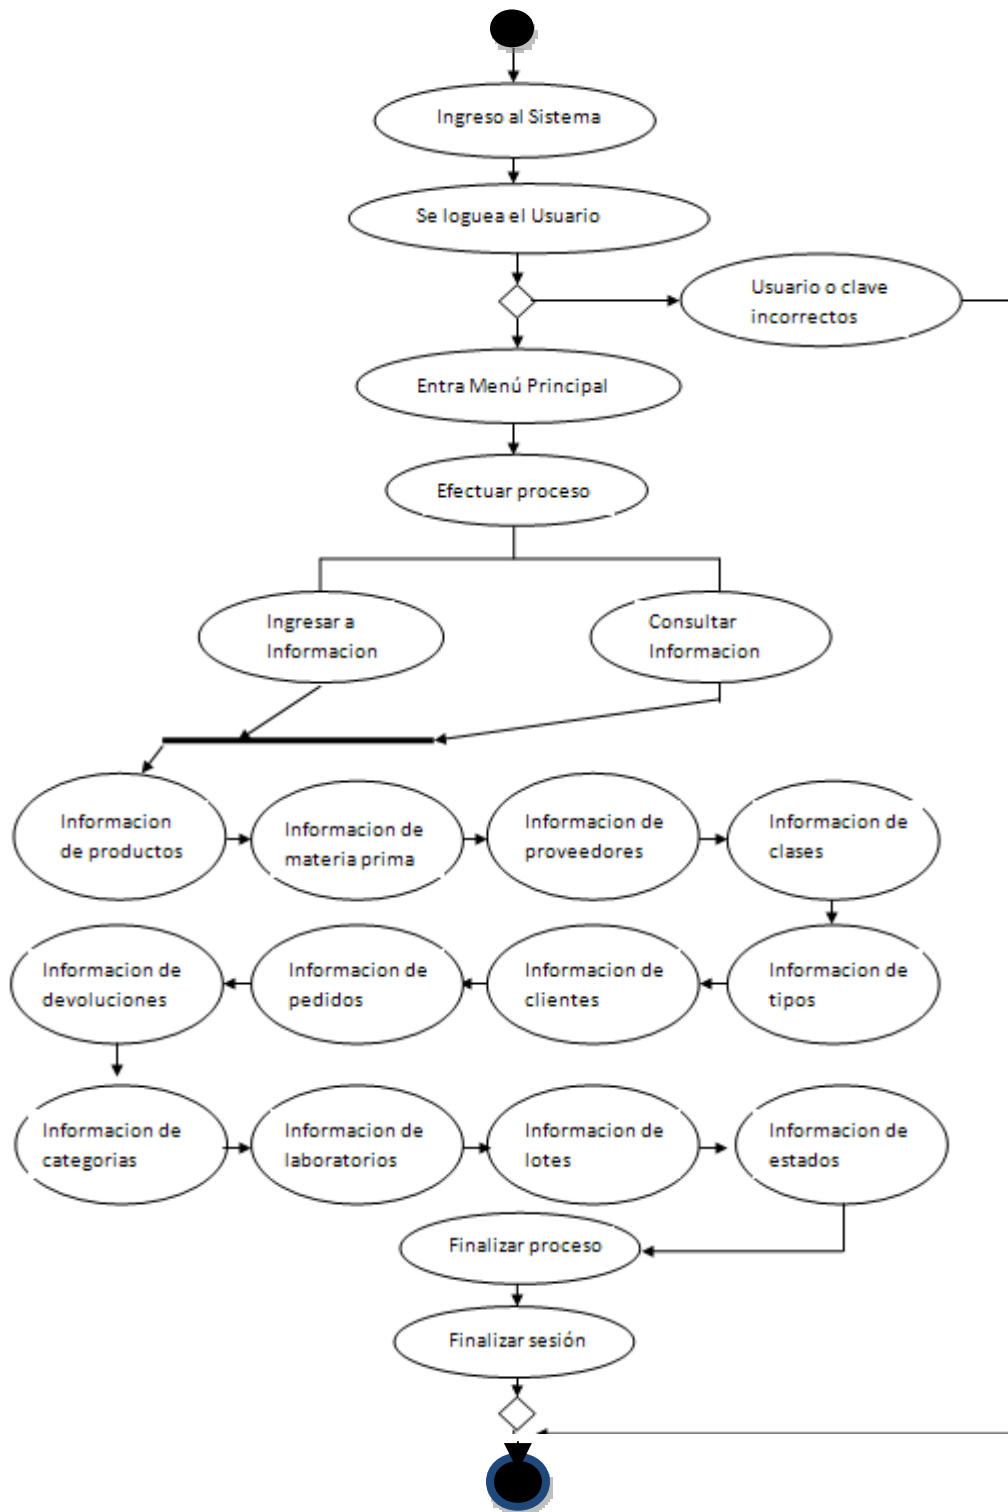 Ingreso al Sistema
Se loguea el Usuario
Usuario o clave
incorrectos
Entra Menú Principal
Efectuar proceso
Ingresar a
Informacion
Consultar
Informacion
Informacion
de productos
Informacion de
materia prima
Informacion de
proveedores
Informacion de
clases
Informacion de
devoluciones
Informacion de
pedidos
Informacion de
clientes
Informacion de
tipos
Informacion de
categorias
Informacion de
laboratorios
Informacion de
lotes
Informacion de
estados
Finalizar proceso
Finalizar sesión